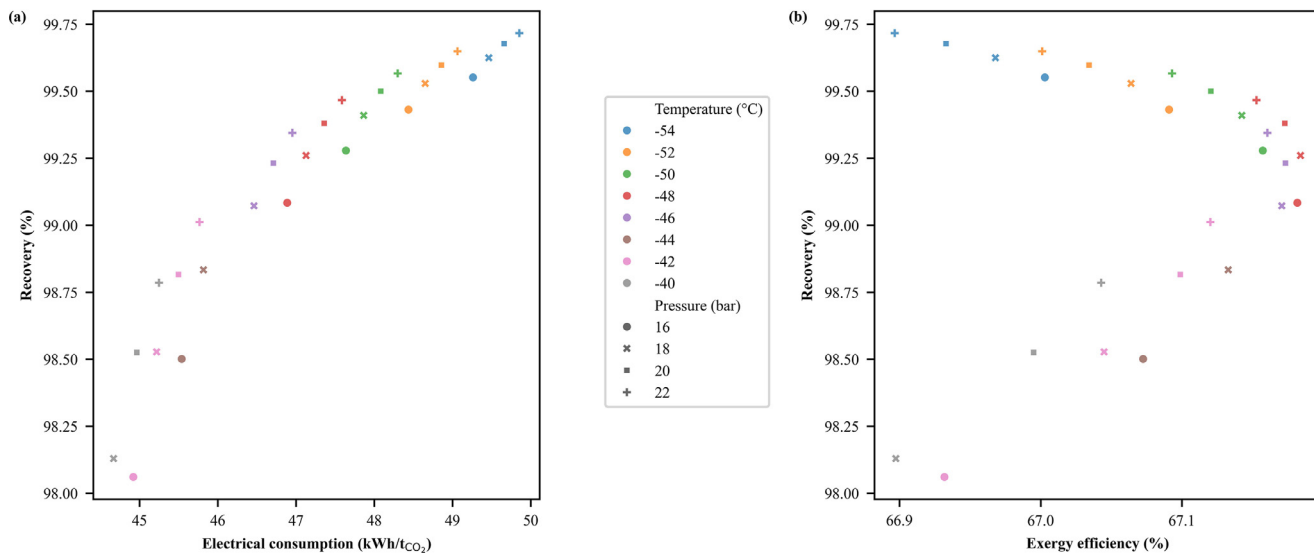 (a)
99.75
99.50
99.25
99.00
98.75
98.50
98.25
98.00
Recovery (%)
45 46 47 48 49 50
Electrical consumption (kWh/tCO2)
Temperature (°C)
-54
-52
-50
-48
-46
-44
-42
-40
Pressure (bar)
16
18
20
22
(b)
99.75
99.50
99.25
99.00
98.75
98.50
98.25
98.00
Recovery (%)
66.9 67.0 67.1
Exergy efficiency (%)